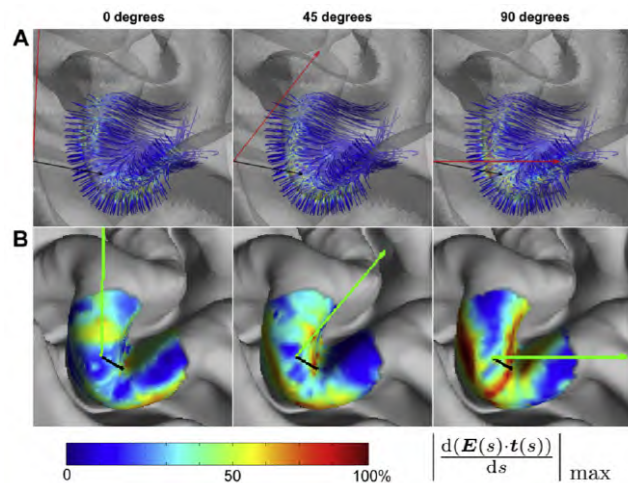 0 degrees 45 degrees 90 degrees
A
B
0 50 100%
| d(E(s)·t(s)) / ds | max